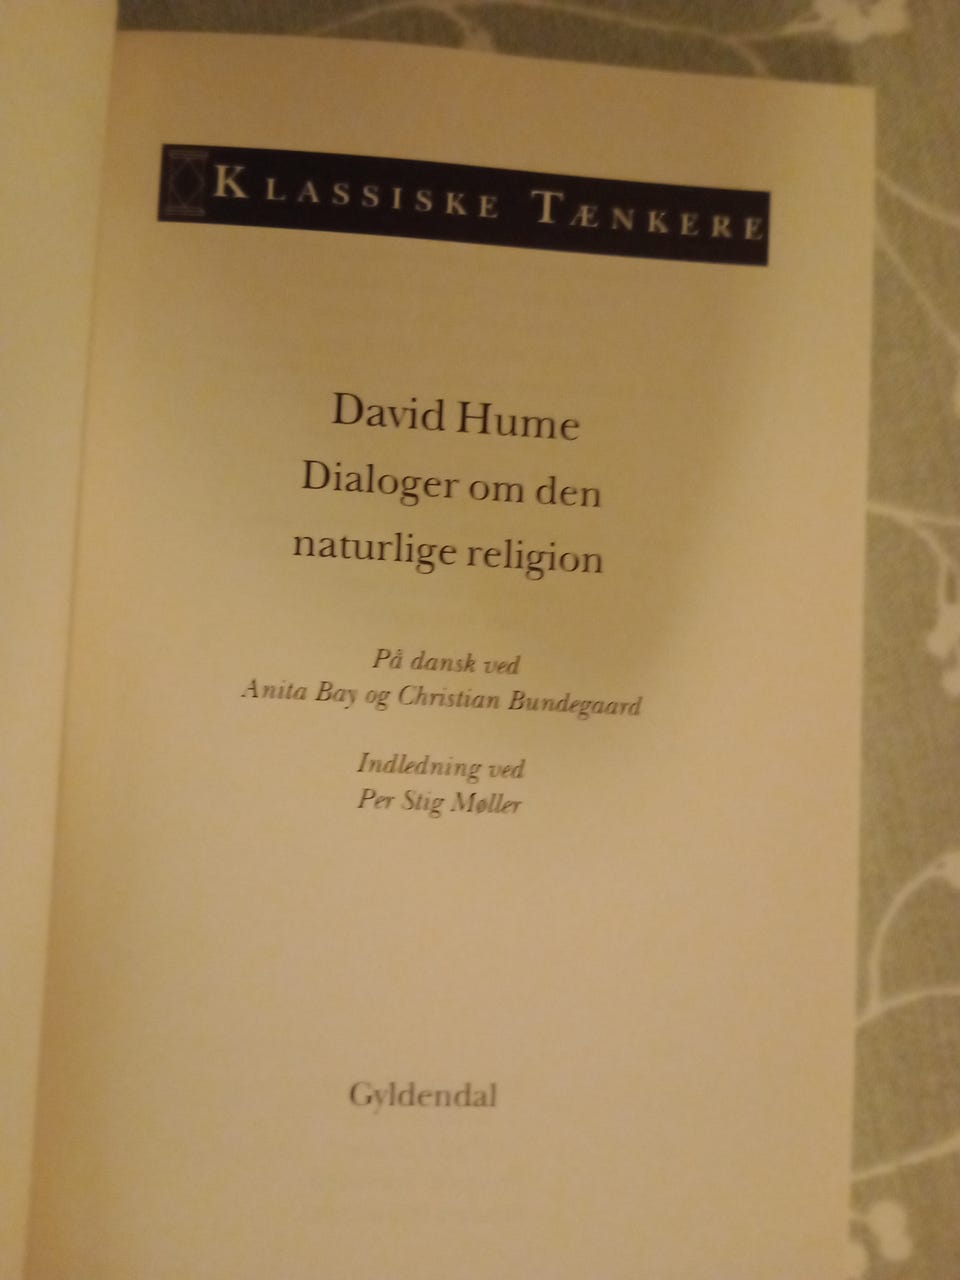 KLASSISKE TÆNKERE
David Hume
Dialoger om den
naturlige religion
På dansk ved
Anita Bay og Christian Bundegaard
Indledning ved
Per Stig Møller
Gyldendal